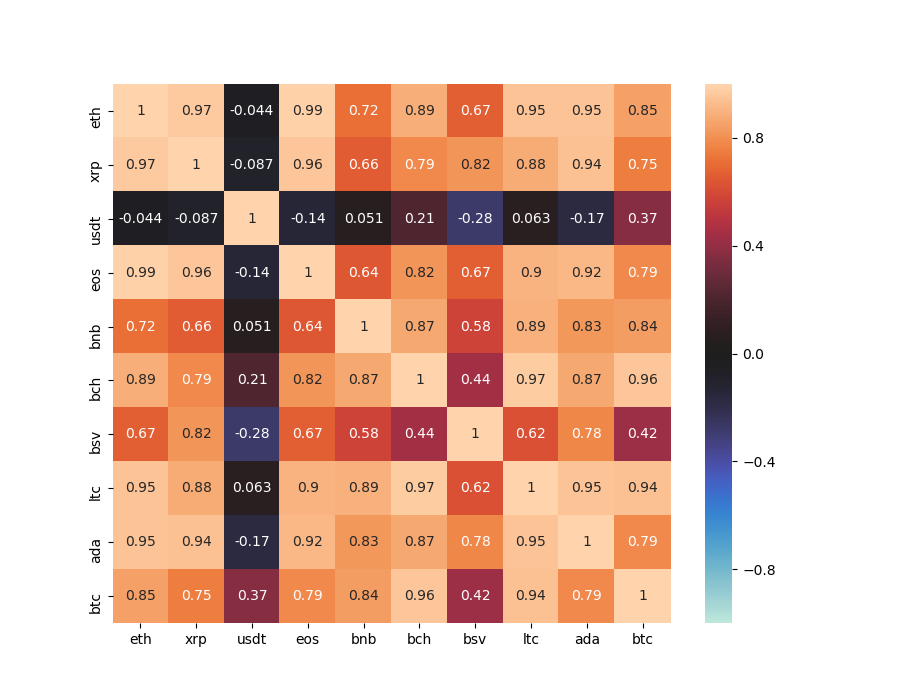 eth 1 0.97 -0.044 0.99 0.72 0.89 0.67 0.95 0.95 0.85
xrp 0.97 1 -0.087 0.96 0.66 0.79 0.82 0.88 0.94 0.75
usdt -0.044 -0.087 1 -0.14 0.051 0.21 -0.28 0.063 -0.17 0.37
eos 0.99 0.96 -0.14 1 0.64 0.82 0.67 0.9 0.92 0.79
bnb 0.72 0.66 0.051 0.64 1 0.87 0.58 0.89 0.83 0.84
bch 0.89 0.79 0.21 0.82 0.87 1 0.44 0.97 0.87 0.96
bsv 0.67 0.82 -0.28 0.67 0.58 0.44 1 0.62 0.78 0.42
ltc 0.95 0.88 0.063 0.9 0.89 0.97 0.62 1 0.95 0.94
ada 0.95 0.94 -0.17 0.92 0.83 0.87 0.78 0.95 1 0.79
btc 0.85 0.75 0.37 0.79 0.84 0.96 0.42 0.94 0.79 1
eth xrp usdt eos bnb bch bsv ltc ada btc
0.8
0.4
0.0
−0.4
−0.8